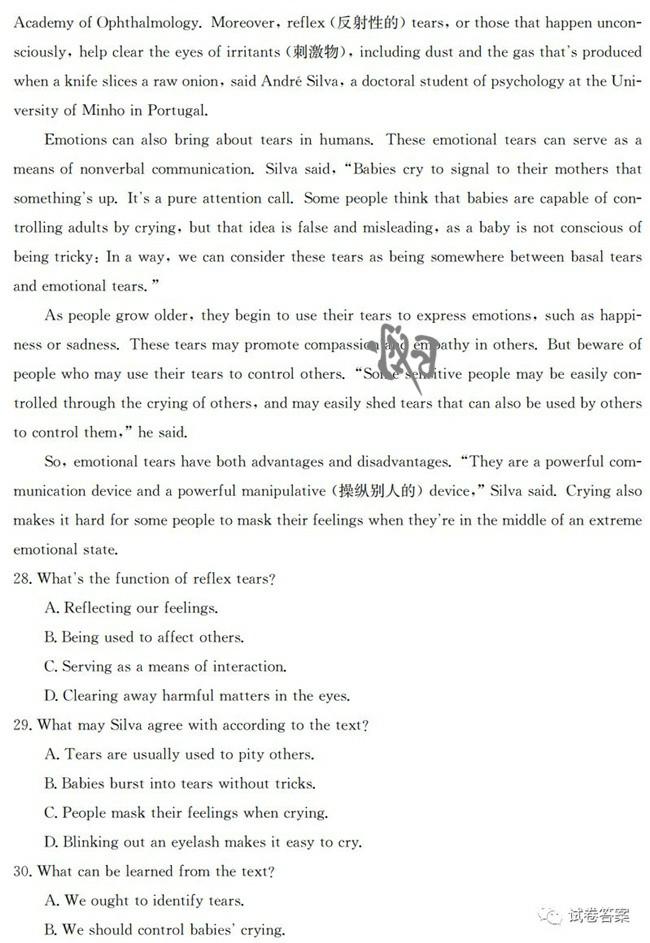 Academy of Ophthalmology. Moreover, reflex (反射性的) tears, or those that happen uncon-
sciously, help clear the eyes of irritants (刺激物), including dust and the gas that's produced
when a knife slices a raw onion, said André Silva, a doctoral student of psychology at the Uni-
versity of Minho in Portugal.
Emotions can also bring about tears in humans. These emotional tears can serve as a
means of nonverbal communication. Silva said, “Babies cry to signal to their mothers that
something's up. It's a pure attention call. Some people think that babies are capable of con-
trolling adults by crying, but that idea is false and misleading, as a baby is not conscious of
being tricky: In a way, we can consider these tears as being somewhere between basal tears
and emotional tears.”
As people grow older, they begin to use their tears to express emotions, such as happi-
ness or sadness. These tears may promote compassion and empathy in others. But beware of
people who may use their tears to control others. “Some sensitive people may be easily con-
trolled through the crying of others, and may easily shed tears that can also be used by others
to control them,” he said.
So, emotional tears have both advantages and disadvantages. “They are a powerful com-
munication device and a powerful manipulative (操纵别人的) device,” Silva said. Crying also
makes it hard for some people to mask their feelings when they're in the middle of an extreme
emotional state.
28. What's the function of reflex tears?
A. Reflecting our feelings.
B. Being used to affect others.
C. Serving as a means of interaction.
D. Clearing away harmful matters in the eyes.
29. What may Silva agree with according to the text?
A. Tears are usually used to pity others.
B. Babies burst into tears without tricks.
C. People mask their feelings when crying.
D. Blinking out an eyelash makes it easy to cry.
30. What can be learned from the text?
A. We ought to identify tears.
B. We should control babies' crying.
试卷答案